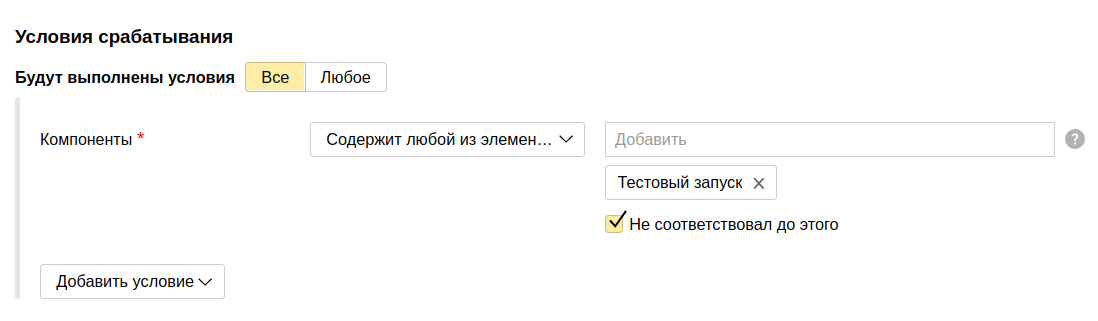 Условия срабатывания
Будут выполнены условия Все Любое
Компоненты * Содержит любой из элемен... Добавить ?
Тестовый запуск ×
Не соответствовал до этого
Добавить условие